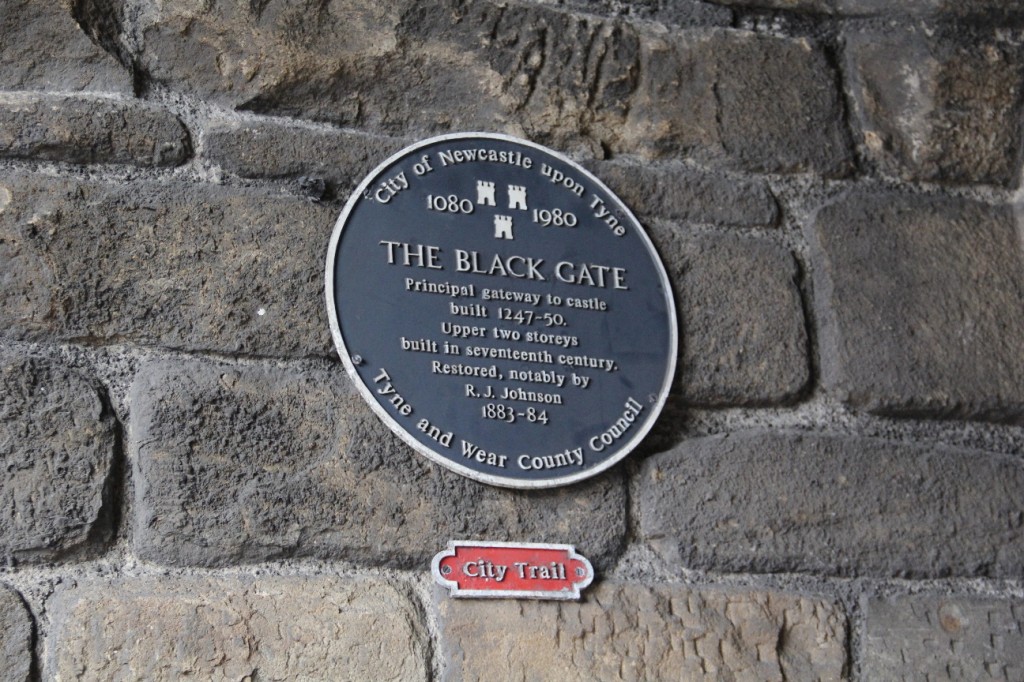 City of Newcastle upon Tyne
1080 1980
THE BLACK GATE
Principal gateway to castle
built 1247-50.
Upper two storeys
built in seventeenth century.
Restored, notably by
R. J. Johnson
1883-84
Tyne and Wear County Council
City Trail